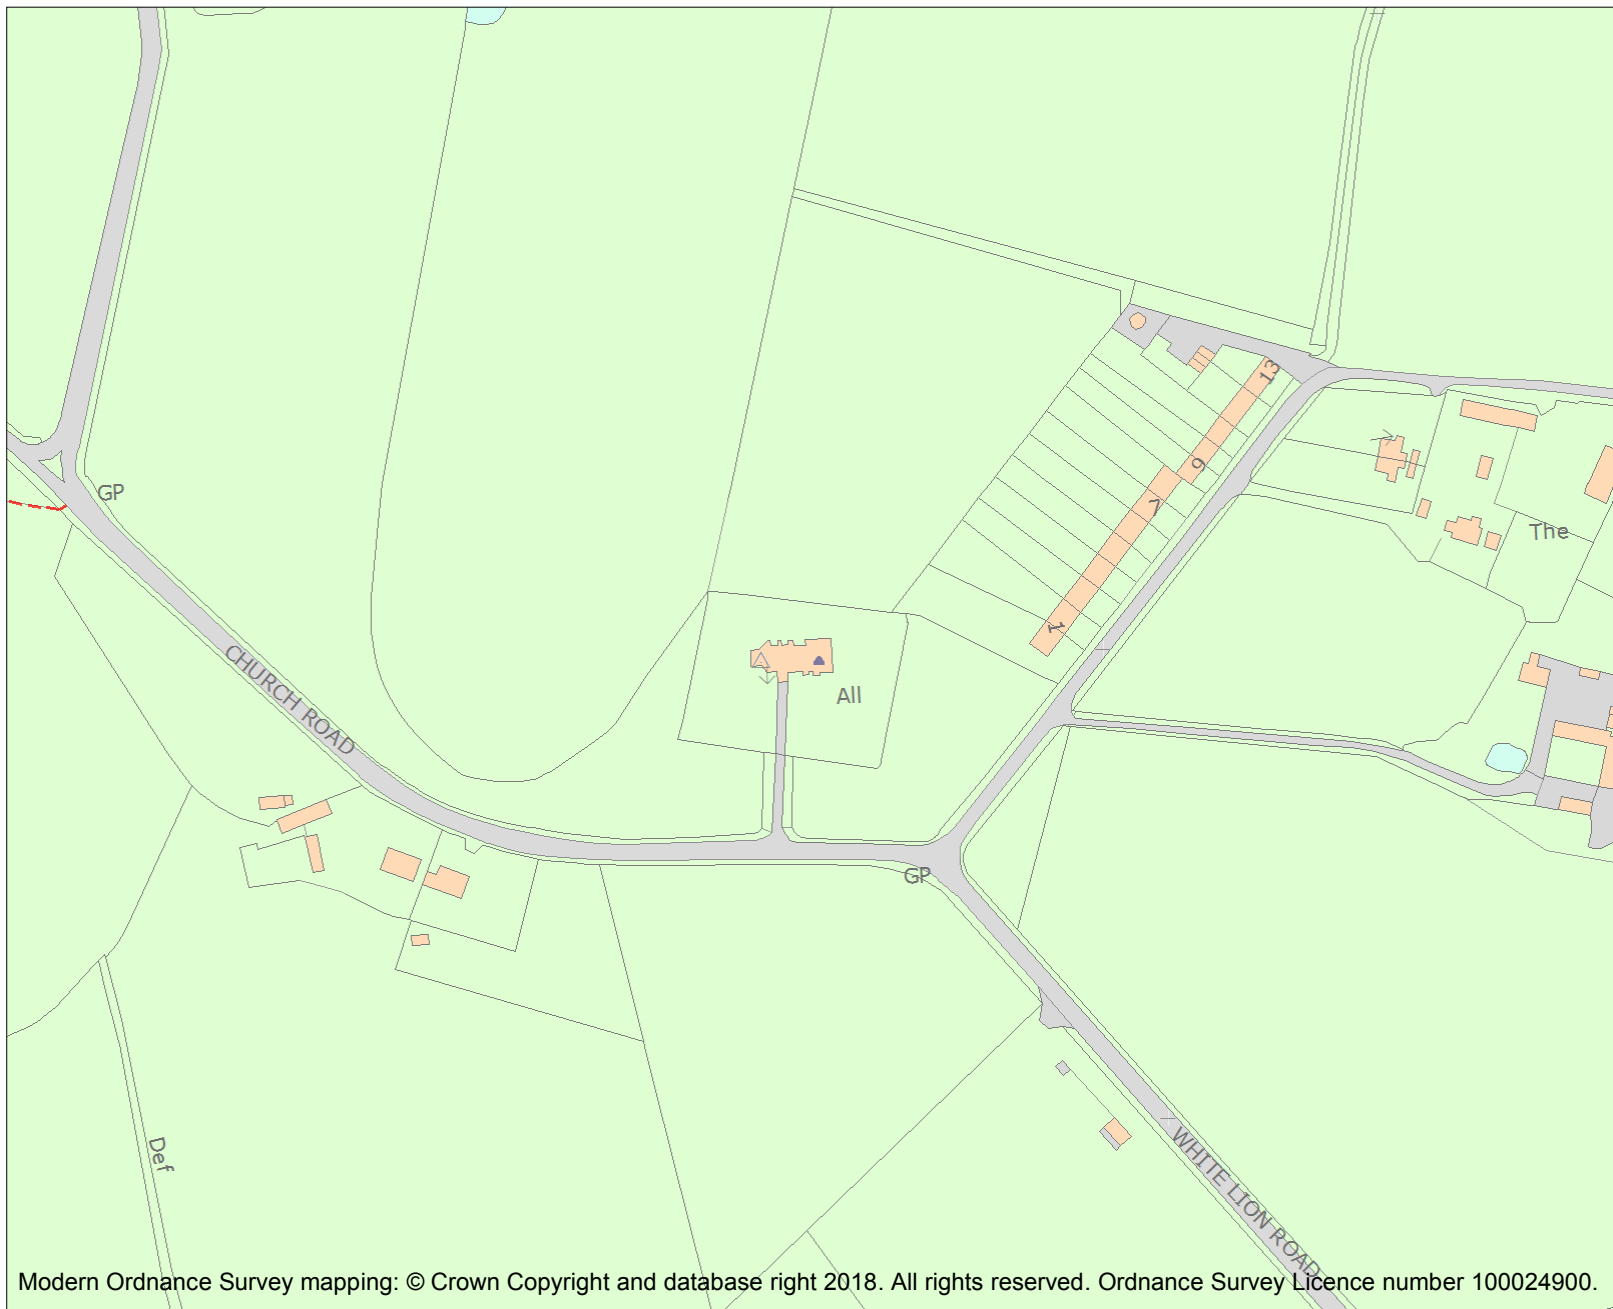 13
9
GP
7
The
1
CHURCH ROAD
All
GP
Def
WHITE LION ROAD
Modern Ordnance Survey mapping: © Crown Copyright and database right 2018. All rights reserved. Ordnance Survey Licence number 100024900.